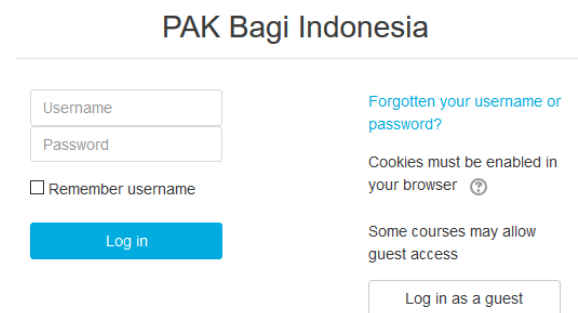 PAK Bagi Indonesia
Username
Password
Remember username
Log in
Forgotten your username or
password?
Cookies must be enabled in
your browser
Some courses may allow
guest access
Log in as a guest